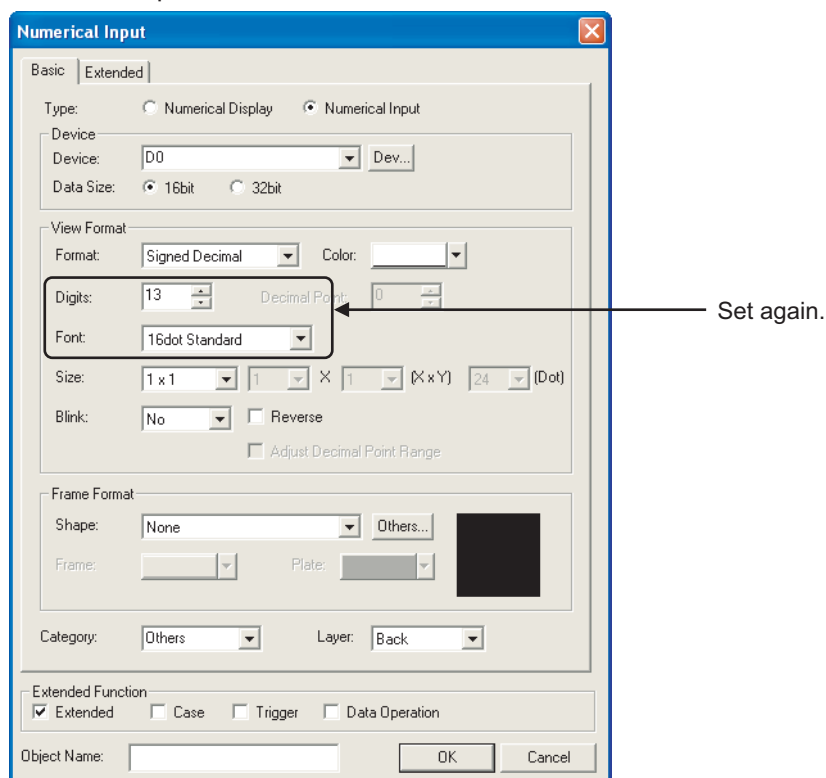 Numerical Input
Basic Extended
Type: Numerical Display Numerical Input
Device
Device: D0 Dev...
Data Size: 16bit 32bit
View Format
Format: Signed Decimal Color:
Digits: 13 Decimal Point: 0
Set again.
Font: 16dot Standard
Size: 1 x 1 1 X 1 (X x Y) 24 (Dot)
Blink: No Reverse
Adjust Decimal Point Range
Frame Format
Shape: None Others...
Frame: Plate:
Category: Others Layer: Back
Extended Function
Extended Case Trigger Data Operation
Object Name: OK Cancel